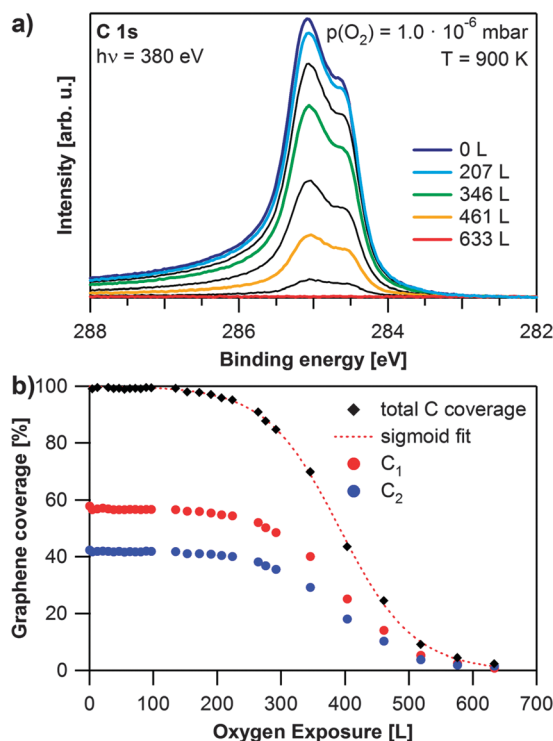 a)
C 1s
hν = 380 eV
p(O₂) = 1.0 · 10⁻⁶ mbar
T = 900 K
Intensity [arb. u.]
0 L
207 L
346 L
461 L
633 L
288 286 284 282
Binding energy [eV]
b)
Graphene coverage [%]
100
80
60
40
20
0
total C coverage
sigmoid fit
C₁
C₂
0 100 200 300 400 500 600 700
Oxygen Exposure [L]